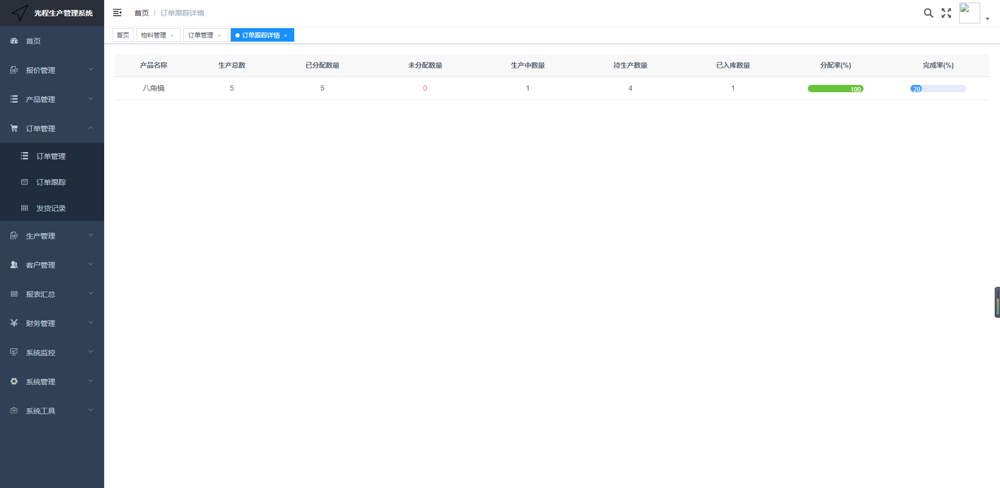 光程生产管理系统
首页 / 订单跟踪详情
首页 物料管理 × 订单管理 × 订单跟踪详情 ×
首页
报价管理
产品管理
订单管理
订单管理
订单跟踪
发货记录
生产管理
客户管理
报表汇总
财务管理
系统监控
系统管理
系统工具
产品名称 生产总数 已分配数量 未分配数量 生产中数量 待生产数量 已入库数量 分配率(%) 完成率(%)
八角镜 5 5 0 1 4 1 100 20